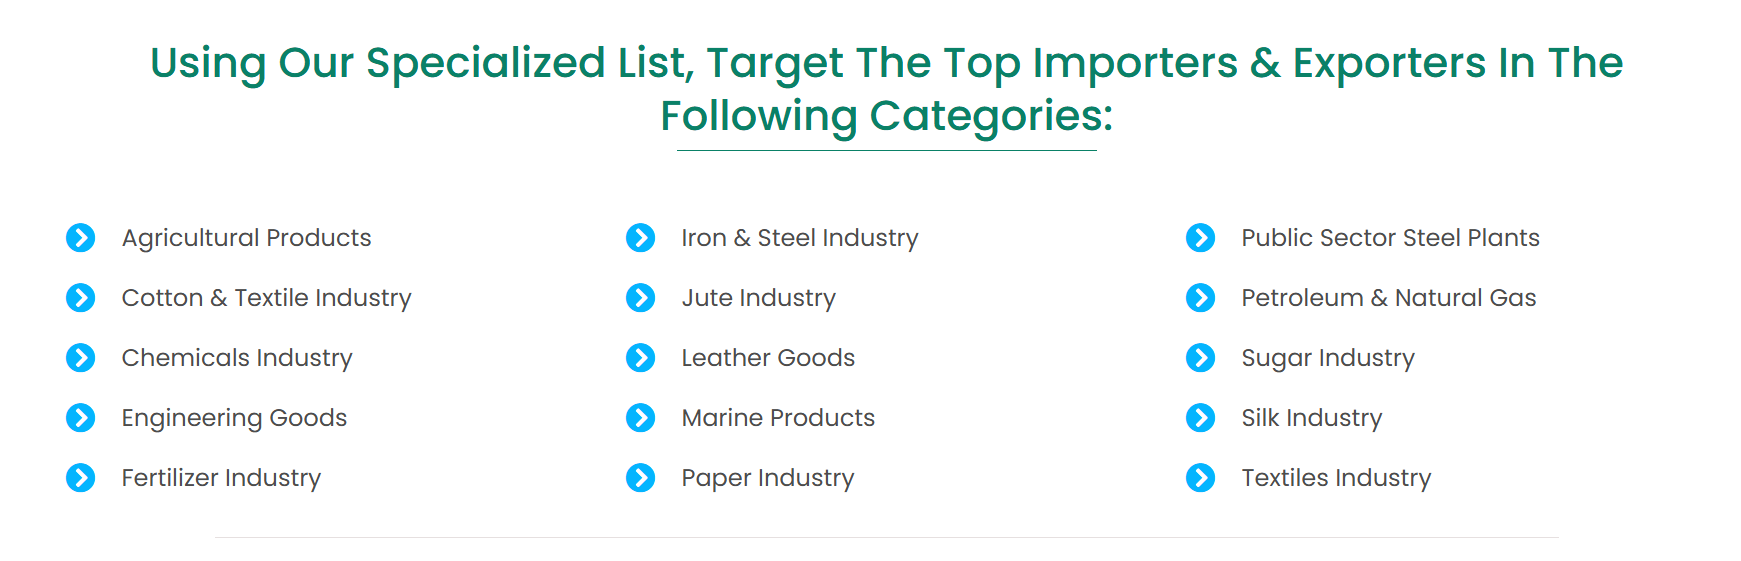 Using Our Specialized List, Target The Top Importers & Exporters In The
Following Categories:
Agricultural Products
Cotton & Textile Industry
Chemicals Industry
Engineering Goods
Fertilizer Industry
Iron & Steel Industry
Jute Industry
Leather Goods
Marine Products
Paper Industry
Public Sector Steel Plants
Petroleum & Natural Gas
Sugar Industry
Silk Industry
Textiles Industry